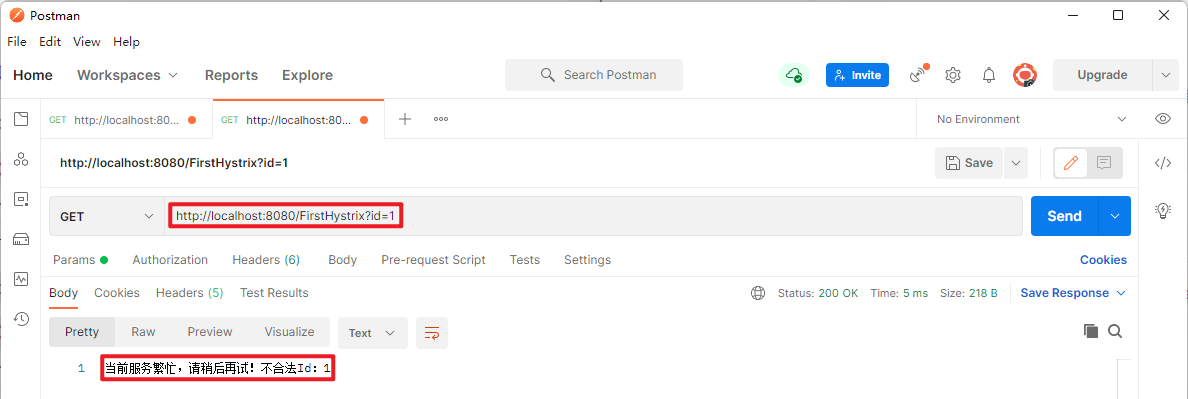 Postman
File Edit View Help
Home Workspaces Reports Explore Search Postman Invite Upgrade
GET http://localhost:80... GET http://localhost:80... No Environment
http://localhost:8080/FirstHystrix?id=1 Save
GET http://localhost:8080/FirstHystrix?id=1 Send
Params Authorization Headers (6) Body Pre-request Script Tests Settings Cookies
Body Cookies Headers (5) Test Results Status: 200 OK Time: 5 ms Size: 218 B Save Response
Pretty Raw Preview Visualize Text
1 当前服务繁忙，请稍后再试！不合法Id：1